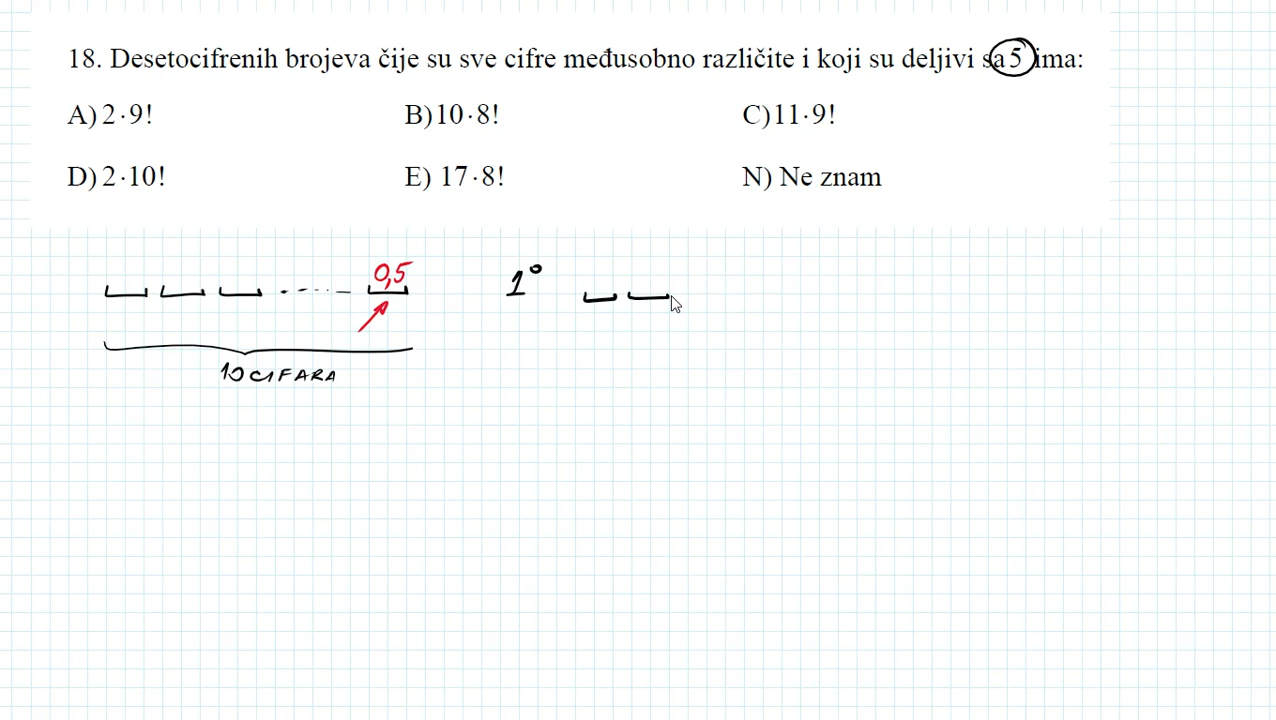 18. Desetocifrenih brojeva čije su sve cifre međusobno različite i koji su deljivi sa 5 ima:
A) 2·9! B) 10·8! C) 11·9!
D) 2·10! E) 17·8! N) Ne znam
0,5 1°
10 CIFARA